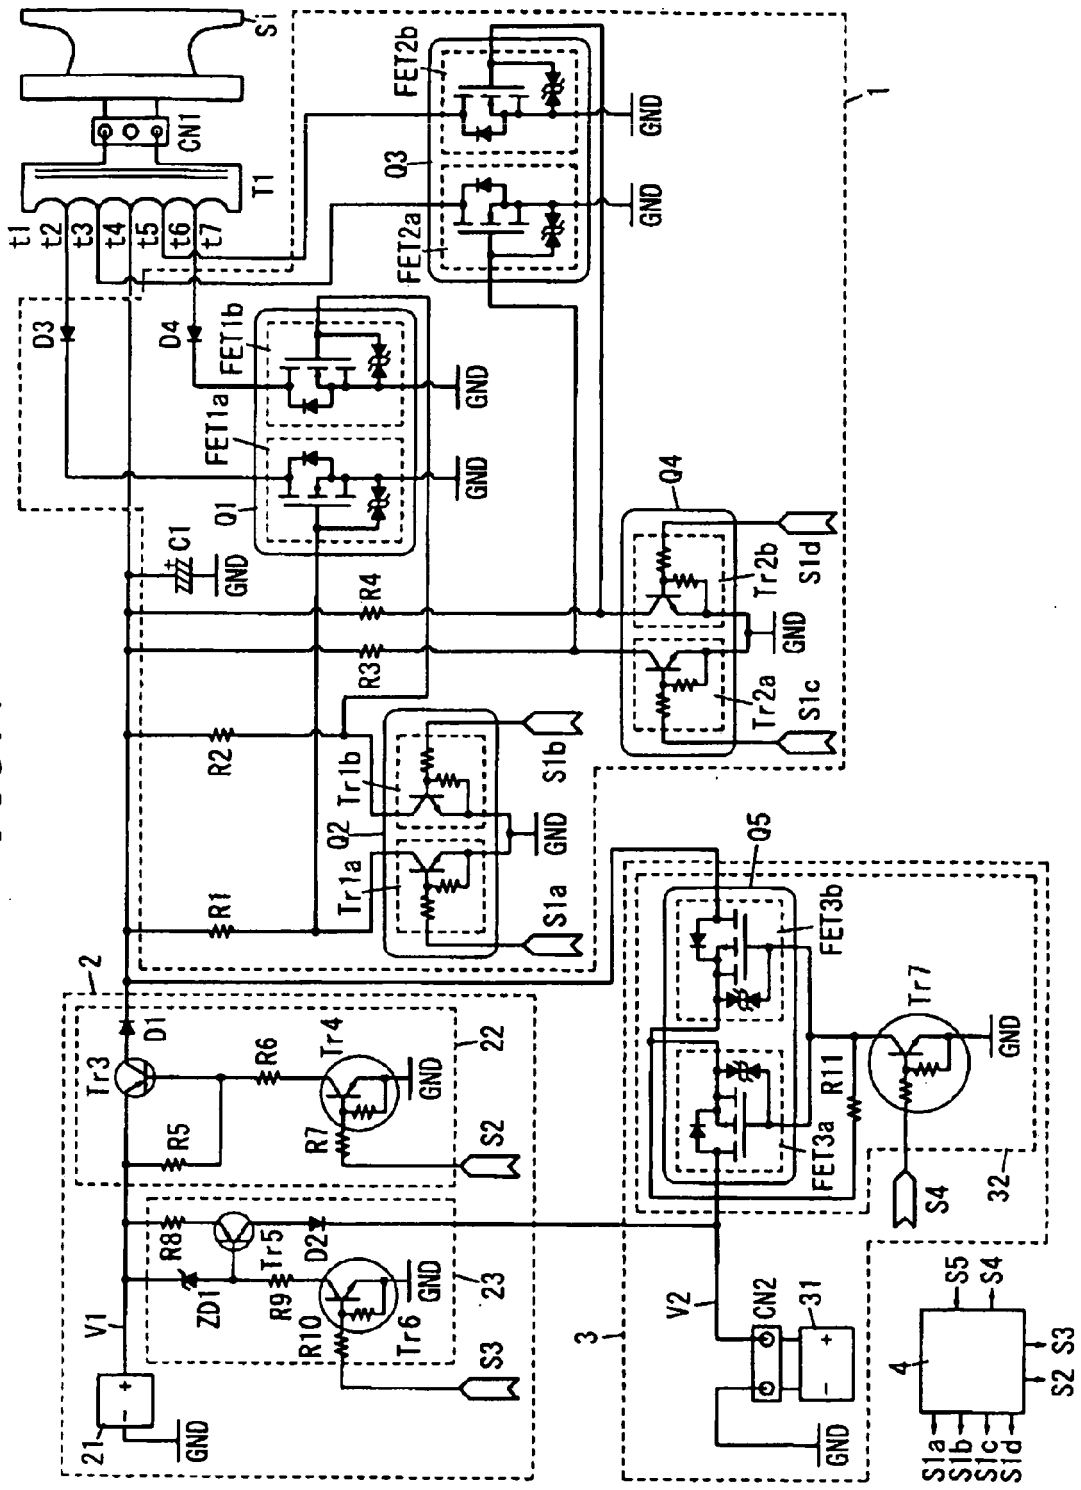 21
GND
V1
R5
Tr3
D1
2
R8
ZD1
Tr5
R9
D2
R10
Tr6
GND
23
S3
R6
R7
Tr4
GND
22
S2
R1
R2
R3
R4
C1
GND
Q2
Tr1a
Tr1b
S1a
GND
S1b
D3
D4
t1
t2
t3
t4
t5
t6
t7
T1
CN1
Si
Q1
FET1a
FET1b
GND
GND
Q3
FET2a
FET2b
GND
GND
Q4
Tr2a
Tr2b
S1c
GND
S1d
1
3
V2
CN2
31
GND
Q5
FET3a
FET3b
R11
Tr7
GND
S4
32
4
S1a
S1b
S1c
S1d
S5
S4
S2
S3